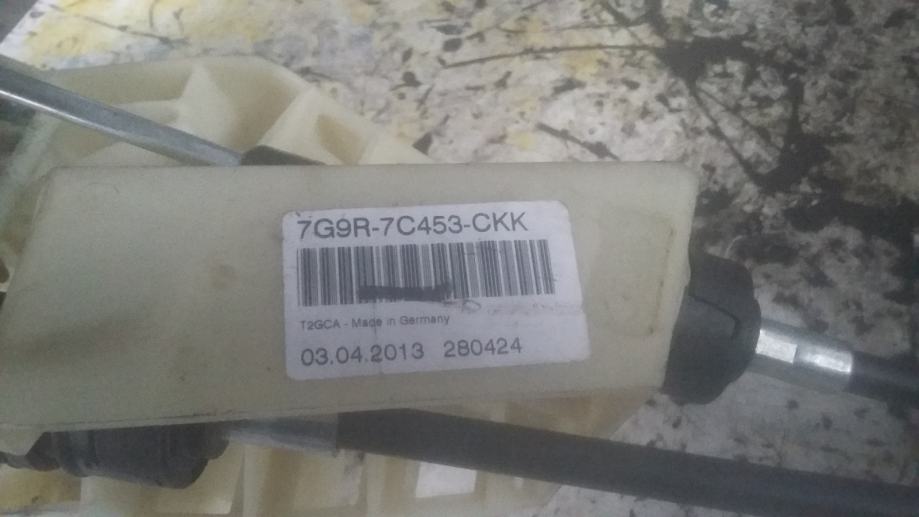 7G9R-7C453-CKK
T2GCA - Made in Germany
03.04.2013 280424